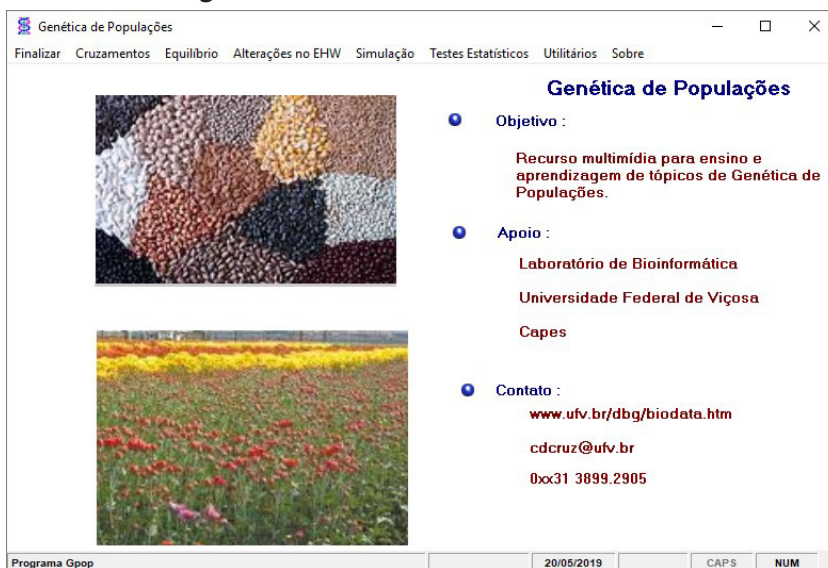 Genética de Populações
Finalizar Cruzamentos Equilíbrio Alterações no EHW Simulação Testes Estatísticos Utilitários Sobre
Genética de Populações
Objetivo :
Recurso multimídia para ensino e
aprendizagem de tópicos de Genética de
Populações.
Apoio :
Laboratório de Bioinformática
Universidade Federal de Viçosa
Capes
Contato :
www.ufv.br/dbg/biodata.htm
cdcruz@ufv.br
0xx31 3899.2905
Programa Gpop 20/05/2019 CAPS NUM